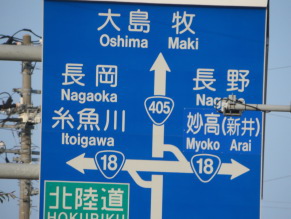 大島 牧
Oshima Maki
長岡 長野
Nagaoka
糸魚川 405 妙高(新井)
Itoigawa Myoko Arai
18 18
北陸道
HOKURIKU